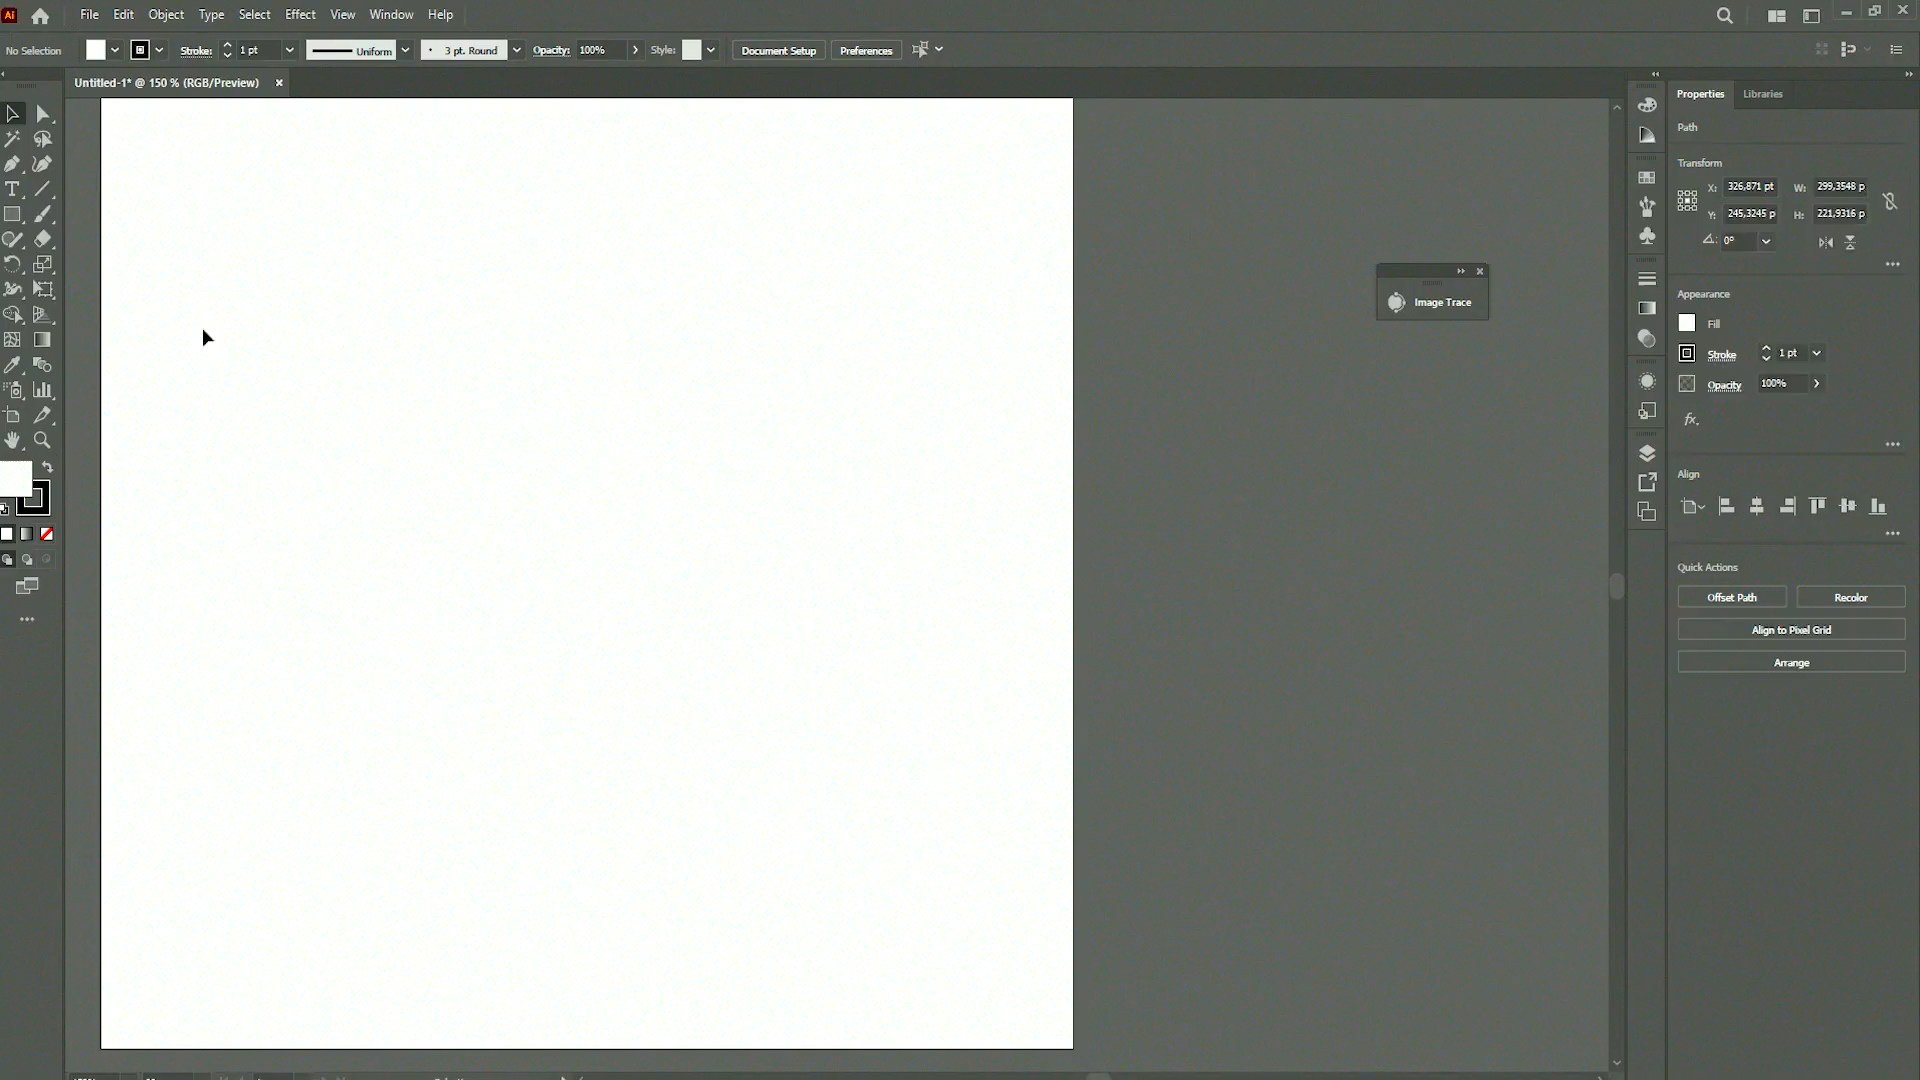 Ai File Edit Object Type Select Effect View Window Help
No Selection Stroke: 1 pt Uniform 3 pt. Round Opacity: 100% Style: Document Setup Preferences
Untitled-1* @ 150 % (RGB/Preview)
Properties Libraries
Path
Transform
X: 326,871 pt W: 299,3548 p
Y: 245,3245 p H: 221,9316 p
0°
Image Trace
Appearance
Fill
Stroke 1 pt
Opacity 100%
fx.
Align
Quick Actions
Offset Path Recolor
Align to Pixel Grid
Arrange